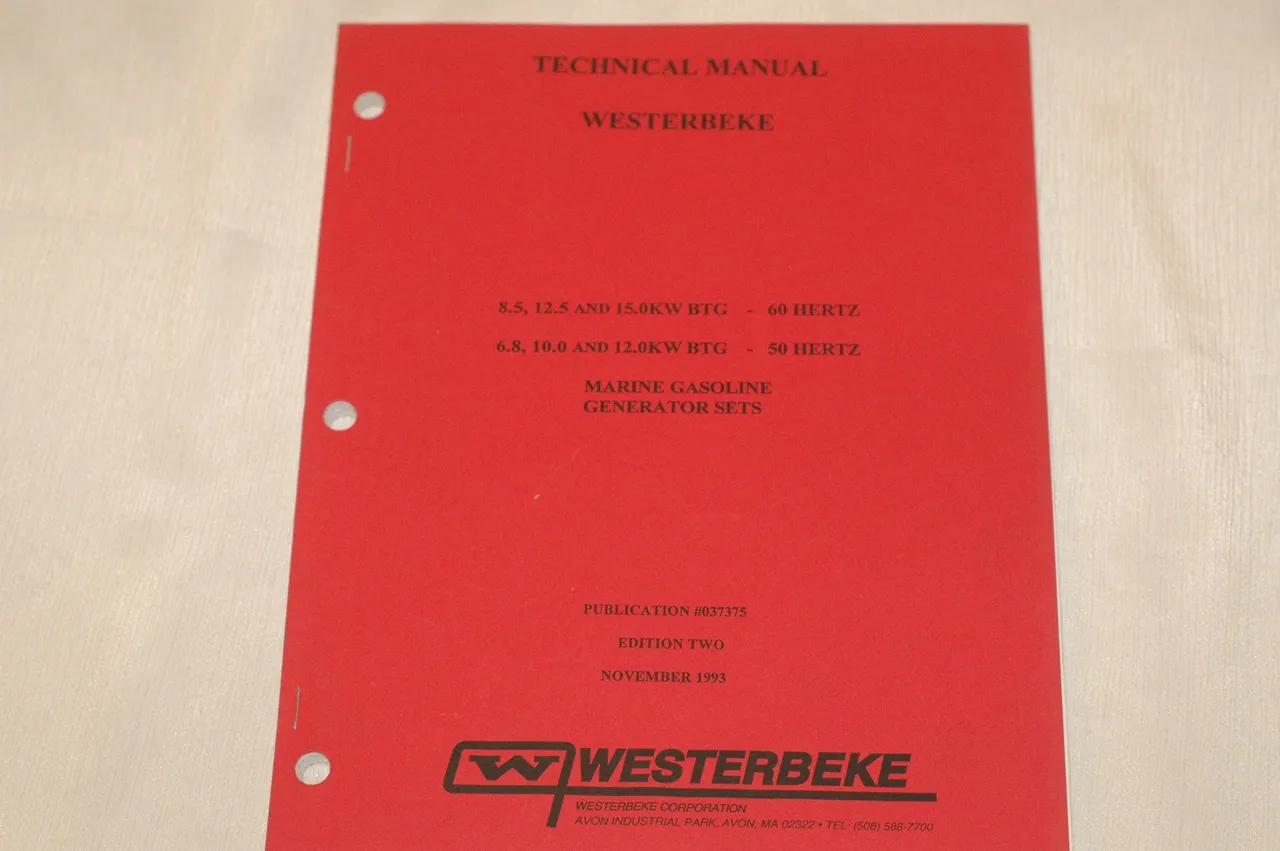 TECHNICAL MANUAL
WESTERBEKE
8.5, 12.5 AND 15.0KW BTG - 60 HERTZ
6.8, 10.0 AND 12.0KW BTG - 50 HERTZ
MARINE GASOLINE
GENERATOR SETS
PUBLICATION #037375
EDITION TWO
NOVEMBER 1993
W WESTERBEKE
WESTERBEKE CORPORATION
AVON INDUSTRIAL PARK, AVON, MA 02322 • TEL: (508) 588-7700